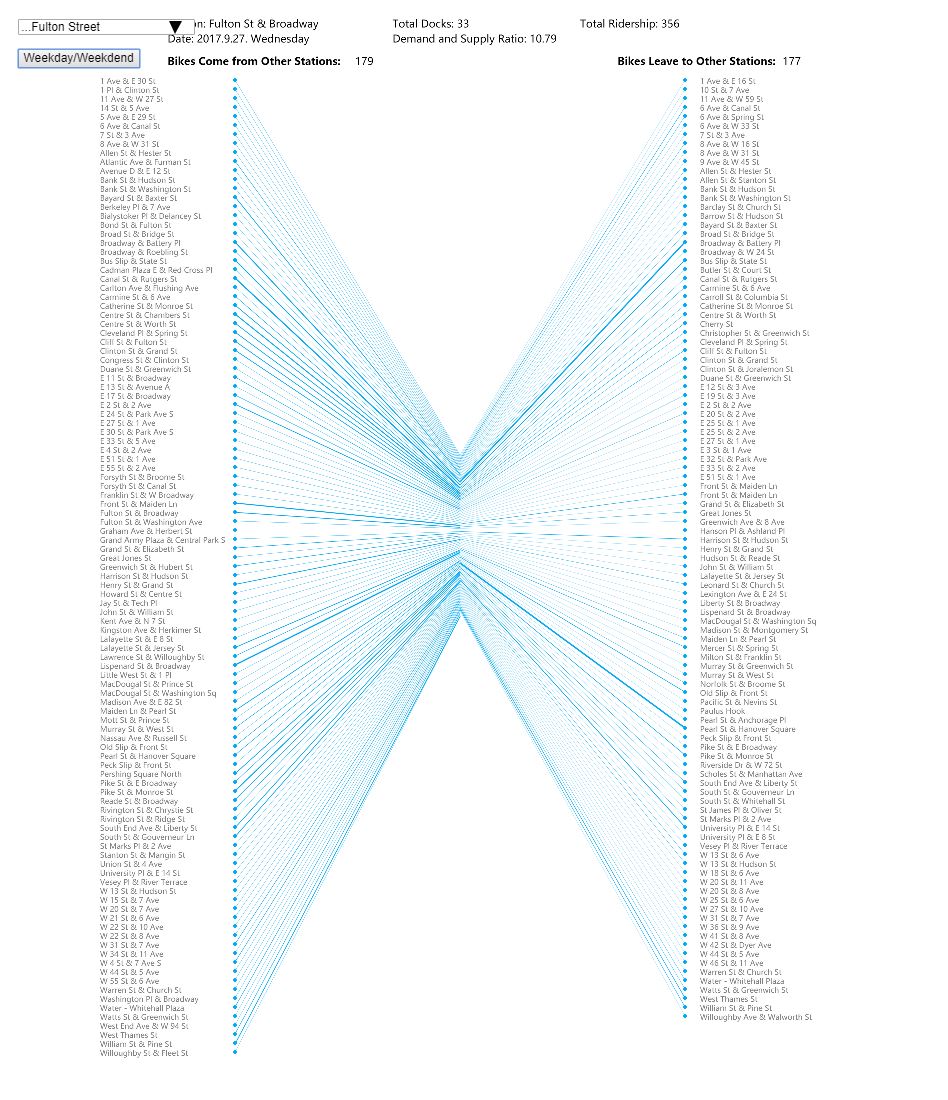 ...Fulton Street
n: Fulton St & Broadway
Total Docks: 33
Total Ridership: 356
Date: 2017.9.27. Wednesday
Demand and Supply Ratio: 10.79
Weekday/Weekdend
Bikes Come from Other Stations: 179
Bikes Leave to Other Stations: 177
1 Ave & E 30 St
1 Pl & Clinton St
11 Ave & W 27 St
14 St & 5 Ave
5 Ave & E 29 St
6 Ave & Canal St
7 St & 3 Ave
8 Ave & W 31 St
Allen St & Hester St
Atlantic Ave & Furman St
Avenue D & E 12 St
Bank St & Hudson St
Bank St & Washington St
Bayard St & Baxter St
Berkeley Pl & 7 Ave
Bialystoker Pl & Delancey St
Bond St & Fulton St
Broad St & Bridge St
Broadway & Battery Pl
Broadway & Roebling St
Bus Slip & State St
Cadman Plaza E & Red Cross Pl
Canal St & Rutgers St
Carlton Ave & Flushing Ave
Carmine St & 6 Ave
Catherine St & Monroe St
Centre St & Chambers St
Centre St & Worth St
Cleveland Pl & Spring St
Cliff St & Fulton St
Clinton St & Grand St
Congress St & Clinton St
Duane St & Greenwich St
E 11 St & Broadway
E 13 St & Avenue A
E 17 St & Broadway
E 2 St & 2 Ave
E 24 St & Park Ave S
E 27 St & 1 Ave
E 30 St & Park Ave S
E 33 St & 5 Ave
E 4 St & 2 Ave
E 51 St & 1 Ave
E 55 St & 2 Ave
Forsyth St & Broome St
Forsyth St & Canal St
Franklin St & W Broadway
Front St & Maiden Ln
Fulton St & Broadway
Fulton St & Washington Ave
Graham Ave & Herbert St
Grand Army Plaza & Central Park S
Grand St & Elizabeth St
Great Jones St
Greenwich St & Hubert St
Harrison St & Hudson St
Henry St & Grand St
Howard St & Centre St
Jay St & Tech Pl
John St & William St
Kent Ave & N 7 St
Kingston Ave & Herkimer St
Lafayette St & E 8 St
Lafayette St & Jersey St
Lawrence St & Willoughby St
Lispenard St & Broadway
Little West St & 1 Pl
MacDougal St & Prince St
MacDougal St & Washington Sq
Madison Ave & E 82 St
Maiden Ln & Pearl St
Mott St & Prince St
Murray St & West St
Nassau Ave & Russell St
Old Slip & Front St
Pearl St & Hanover Square
Peck Slip & Front St
Pershing Square North
Pike St & E Broadway
Pike St & Monroe St
Reade St & Broadway
Rivington St & Chrystie St
Rivington St & Ridge St
South End Ave & Liberty St
South St & Gouverneur Ln
St Marks Pl & 2 Ave
Stanton St & Mangin St
Union St & 4 Ave
University Pl & E 14 St
Vesey Pl & River Terrace
W 13 St & Hudson St
W 15 St & 7 Ave
W 20 St & 7 Ave
W 21 St & 6 Ave
W 22 St & 10 Ave
W 22 St & 8 Ave
W 31 St & 7 Ave
W 34 St & 11 Ave
W 4 St & 7 Ave S
W 44 St & 5 Ave
W 55 St & 6 Ave
Warren St & Church St
Washington Pl & Broadway
Water - Whitehall Plaza
Watts St & Greenwich St
West End Ave & W 94 St
West Thames St
William St & Pine St
Willoughby St & Fleet St
1 Ave & E 16 St
10 St & 7 Ave
11 Ave & W 59 St
6 Ave & Canal St
6 Ave & Spring St
6 Ave & W 33 St
7 St & 3 Ave
8 Ave & W 16 St
8 Ave & W 31 St
9 Ave & W 45 St
Allen St & Hester St
Allen St & Stanton St
Bank St & Hudson St
Bank St & Washington St
Barclay St & Church St
Barrow St & Hudson St
Bayard St & Baxter St
Broad St & Bridge St
Broadway & Battery Pl
Broadway & W 24 St
Bus Slip & State St
Butler St & Court St
Canal St & Rutgers St
Carmine St & 6 Ave
Carroll St & Columbia St
Catherine St & Monroe St
Centre St & Worth St
Cherry St
Christopher St & Greenwich St
Cleveland Pl & Spring St
Cliff St & Fulton St
Clinton St & Grand St
Clinton St & Joralemon St
Duane St & Greenwich St
E 12 St & 3 Ave
E 19 St & 3 Ave
E 2 St & 2 Ave
E 20 St & 2 Ave
E 25 St & 1 Ave
E 25 St & 2 Ave
E 27 St & 1 Ave
E 3 St & 1 Ave
E 32 St & Park Ave
E 33 St & 2 Ave
E 51 St & 1 Ave
Front St & Maiden Ln
Front St & Maiden Ln
Grand St & Elizabeth St
Great Jones St
Greenwich Ave & 8 Ave
Hanson Pl & Ashland Pl
Harrison St & Hudson St
Henry St & Grand St
Hudson St & Reade St
John St & William St
Lafayette St & Jersey St
Leonard St & Church St
Lexington Ave & E 24 St
Liberty St & Broadway
Lispenard St & Broadway
MacDougal St & Washington Sq
Madison St & Montgomery St
Maiden Ln & Pearl St
Mercer St & Spring St
Milton St & Franklin St
Murray St & Greenwich St
Murray St & West St
Norfolk St & Broome St
Old Slip & Front St
Pacific St & Nevins St
Paulus Hook
Pearl St & Anchorage Pl
Pearl St & Hanover Square
Peck Slip & Front St
Pike St & E Broadway
Pike St & Monroe St
Riverside Dr & W 72 St
Scholes St & Manhattan Ave
South End Ave & Liberty St
South St & Gouverneur Ln
South St & Whitehall St
St James Pl & Oliver St
St Marks Pl & 2 Ave
University Pl & E 14 St
University Pl & E 8 St
Vesey Pl & River Terrace
W 13 St & 6 Ave
W 13 St & Hudson St
W 18 St & 6 Ave
W 20 St & 11 Ave
W 20 St & 8 Ave
W 25 St & 6 Ave
W 27 St & 10 Ave
W 31 St & 7 Ave
W 36 St & 9 Ave
W 41 St & 8 Ave
W 42 St & Dyer Ave
W 44 St & 5 Ave
W 46 St & 11 Ave
Warren St & Church St
Water - Whitehall Plaza
Watts St & Greenwich St
West Thames St
William St & Pine St
Willoughby Ave & Walworth St